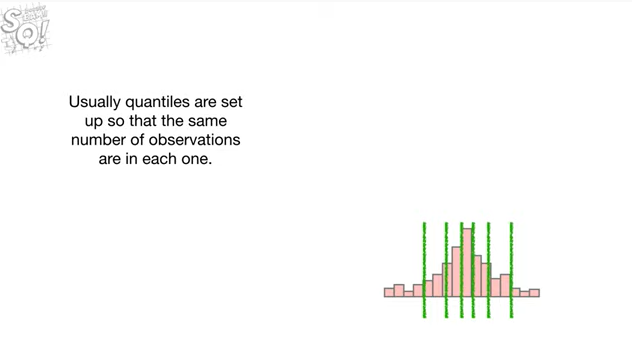 Usually quantiles are set
up so that the same
number of observations
are in each one.